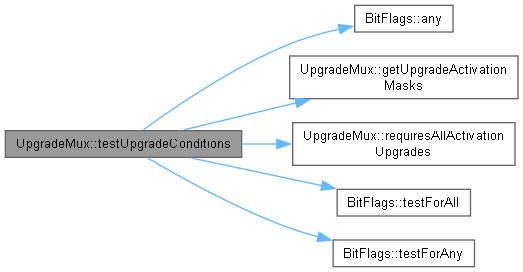 BitFlags::any
UpgradeMux::getUpgradeActivation
Masks
UpgradeMux::testUpgradeConditions
UpgradeMux::requiresAllActivation
Upgrades
BitFlags::testForAll
BitFlags::testForAny